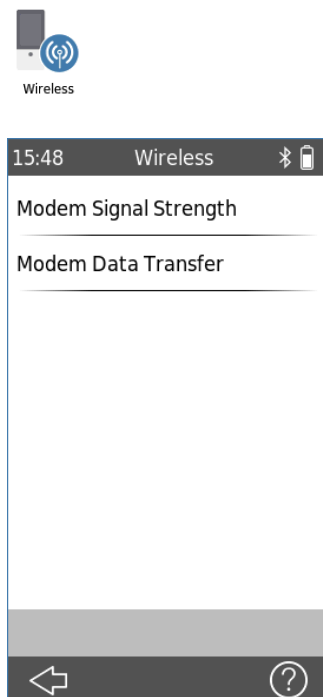 Wireless
15:48 Wireless
Modem Signal Strength
Modem Data Transfer
?